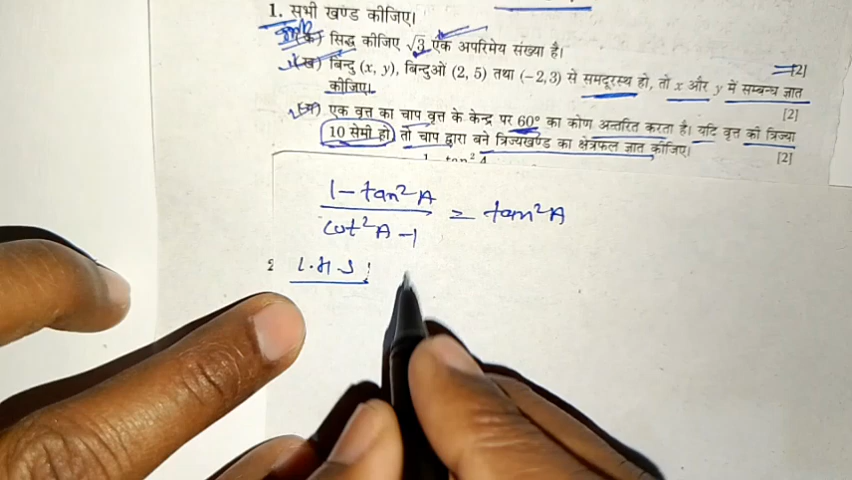 1. सभी खण्ड कीजिए।
(क) सिद्ध कीजिए √3 एक अपरिमेय संख्या है। [2]
(ख) बिन्दु (x, y), बिन्दुओं (2, 5) तथा (−2,3) से समदूरस्थ हो, तो x और y में सम्बन्ध ज्ञात
कीजिए। [2]
एक वृत्त का चाप वृत्त के केन्द्र पर 60° का कोण अन्तरित करता है। यदि वृत्त की त्रिज्या
10 सेमी हो तो चाप द्वारा बने त्रिज्यखण्ड का क्षेत्रफल ज्ञात कीजिए। [2]
1 − tan²A / cot²A − 1 = tan²A
2 L.H.S